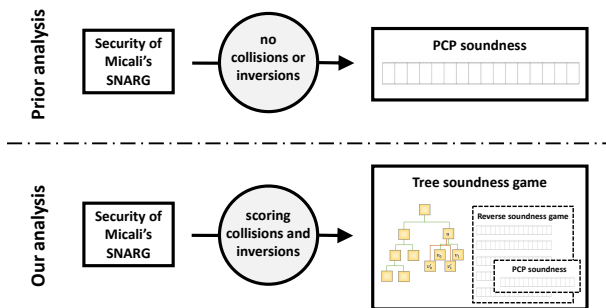 Prior analysis
Security of
Micali's
SNARG
no
collisions or
inversions
PCP soundness
Our analysis
Security of
Micali's
SNARG
scoring
collisions and
inversions
Tree soundness game
Reverse soundness game
PCP soundness